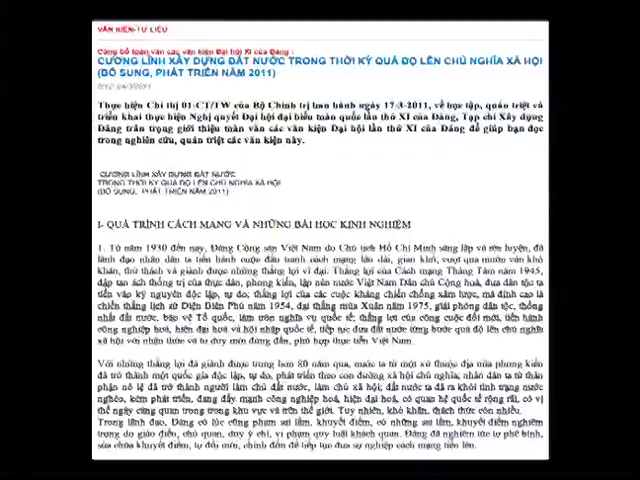 VĂN KIỆN-TƯ LIỆU
Công bố toàn văn các văn kiện Đại hội XI của Đảng :
CƯƠNG LĨNH XÂY DỰNG ĐẤT NƯỚC TRONG THỜI KỲ QUÁ ĐỘ LÊN CHỦ NGHĨA XÃ HỘI
(BỔ SUNG, PHÁT TRIỂN NĂM 2011)
Thực hiện Chỉ thị 01-CT/TW của Bộ Chính trị ban hành ngày 17-3-2011, về học tập, quán triệt và
triển khai thực hiện Nghị quyết Đại hội đại biểu toàn quốc lần thứ XI của Đảng, Tạp chí Xây dựng
Đảng trân trọng giới thiệu toàn văn các văn kiện Đại hội lần thứ XI của Đảng để giúp bạn đọc
trong nghiên cứu, quán triệt các văn kiện này.
CƯƠNG LĨNH XÂY DỰNG ĐẤT NƯỚC
TRONG THỜI KỲ QUÁ ĐỘ LÊN CHỦ NGHĨA XÃ HỘI
(BỔ SUNG, PHÁT TRIỂN NĂM 2011)
I- QUÁ TRÌNH CÁCH MẠNG VÀ NHỮNG BÀI HỌC KINH NGHIỆM
1. Từ năm 1930 đến nay, Đảng Cộng sản Việt Nam do Chủ tịch Hồ Chí Minh sáng lập và rèn luyện, đã
lãnh đạo nhân dân ta tiến hành cuộc đấu tranh cách mạng lâu dài, gian khổ, vượt qua muôn vàn khó
khăn, thử thách và giành được những thắng lợi vĩ đại. Thắng lợi của Cách mạng Tháng Tám năm 1945,
đập tan ách thống trị của thực dân, phong kiến, lập nên nước Việt Nam Dân chủ Cộng hoà, đưa dân tộc ta
tiến vào kỷ nguyên độc lập, tự do; thắng lợi của các cuộc kháng chiến chống xâm lược, mà đỉnh cao là
chiến thắng lịch sử Điện Biên Phủ năm 1954, đại thắng mùa Xuân năm 1975, giải phóng dân tộc, thống
nhất đất nước, bảo vệ Tổ quốc, làm tròn nghĩa vụ quốc tế; thắng lợi của công cuộc đổi mới, tiến hành
công nghiệp hoá, hiện đại hoá và hội nhập quốc tế, tiếp tục đưa đất nước từng bước quá độ lên chủ nghĩa
xã hội với nhận thức và tư duy mới đúng đắn, phù hợp thực tiễn Việt Nam.
Với những thắng lợi đã giành được trong hơn 80 năm qua, nước ta từ một xứ thuộc địa nửa phong kiến
đã trở thành một quốc gia độc lập, tự do, phát triển theo con đường xã hội chủ nghĩa; nhân dân ta từ thân
phận nô lệ đã trở thành người làm chủ đất nước, làm chủ xã hội; đất nước ta đã ra khỏi tình trạng nước
nghèo, kém phát triển, đang đẩy mạnh công nghiệp hoá, hiện đại hoá, có quan hệ quốc tế rộng rãi, có vị
thế ngày càng quan trọng trong khu vực và trên thế giới. Tuy nhiên, khó khăn, thách thức còn nhiều.
Trong lãnh đạo, Đảng có lúc cũng phạm sai lầm, khuyết điểm, có những sai lầm, khuyết điểm nghiêm
trọng do giáo điều, chủ quan, duy ý chí, vi phạm quy luật khách quan. Đảng đã nghiêm túc tự phê bình,
sửa chữa khuyết điểm, tự đổi mới, chỉnh đốn để tiếp tục đưa sự nghiệp cách mạng tiến lên.